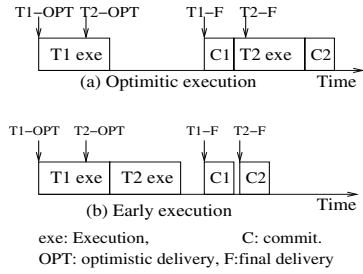 T1–OPT T2–OPT T1–F T2–F
T1 exe C1 T2 exe C2
(a) Optimitic execution Time
T1–OPT T2–OPT T1–F T2–F
T1 exe T2 exe C1 C2
(b) Early execution Time
exe: Execution, C: commit.
OPT: optimistic delivery, F:final delivery